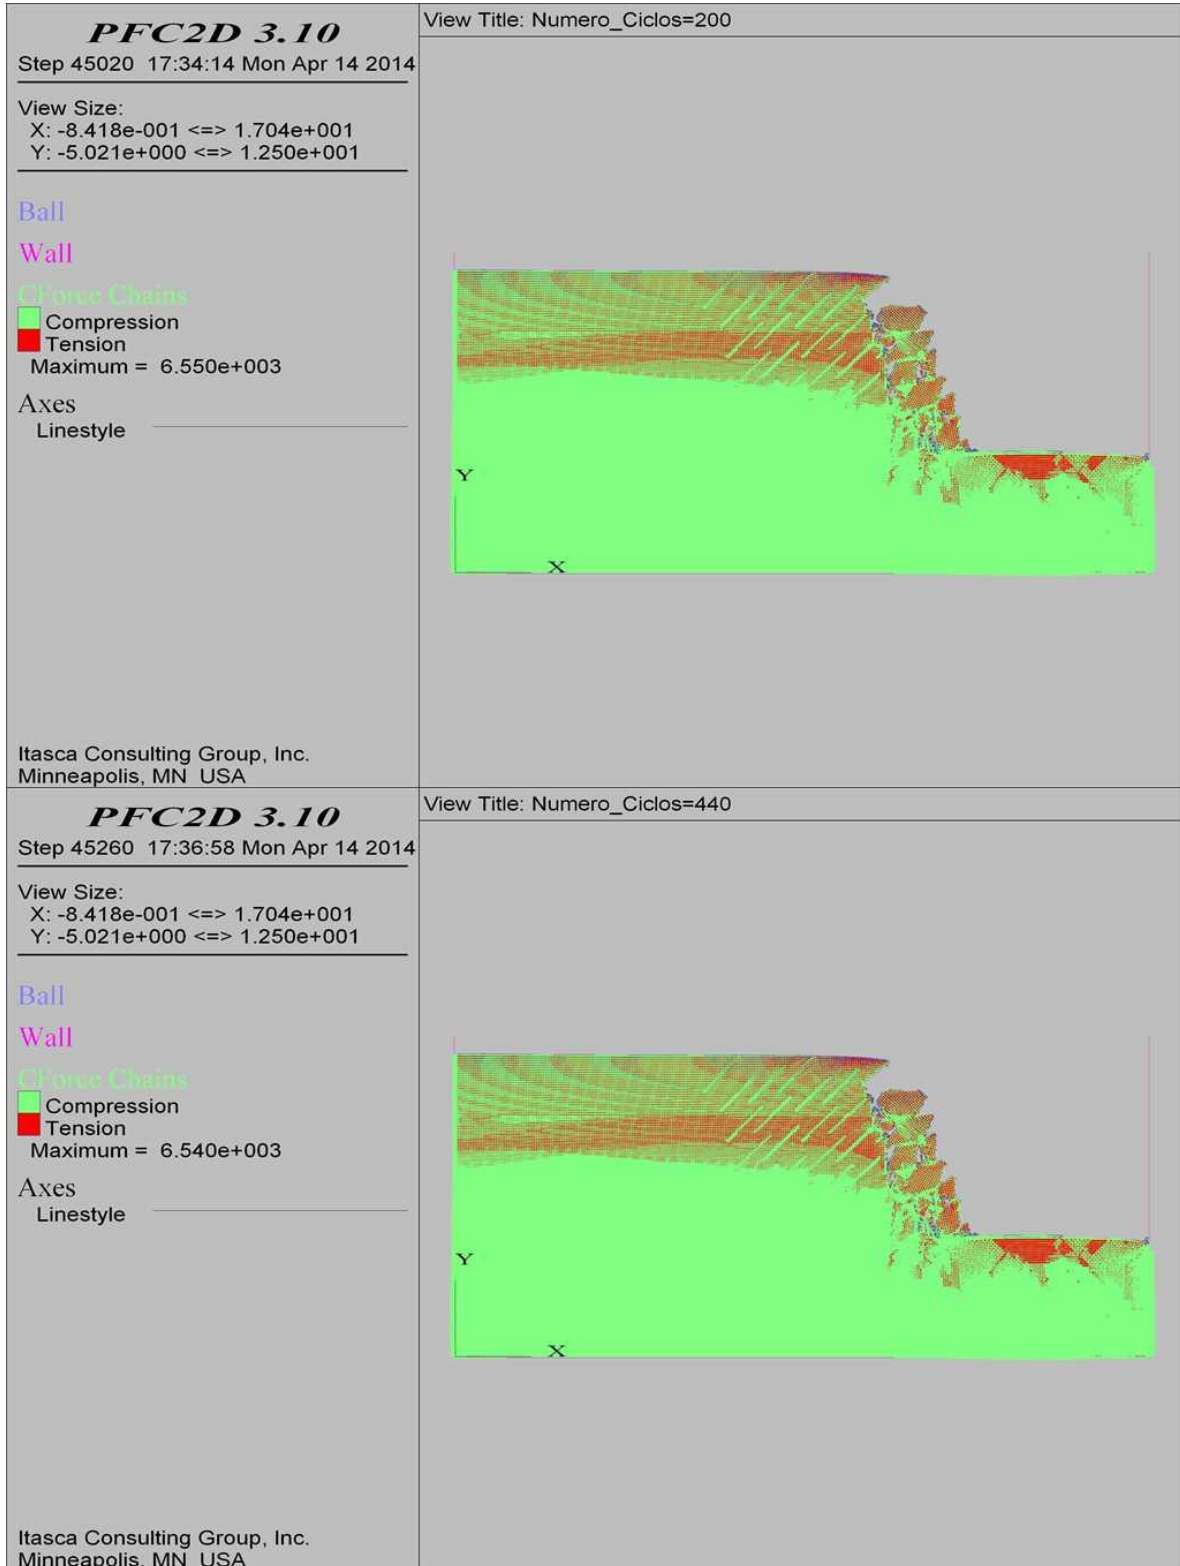 PFC2D 3.10
Step 45020 17:34:14 Mon Apr 14 2014
View Size:
X: -8.418e-001 <=> 1.704e+001
Y: -5.021e+000 <=> 1.250e+001
Ball
Wall
CForce Chains
Compression
Tension
Maximum = 6.550e+003
Axes
Linestyle
Itasca Consulting Group, Inc.
Minneapolis, MN USA
View Title: Numero_Ciclos=200
Y
X
PFC2D 3.10
Step 45260 17:36:58 Mon Apr 14 2014
View Size:
X: -8.418e-001 <=> 1.704e+001
Y: -5.021e+000 <=> 1.250e+001
Ball
Wall
CForce Chains
Compression
Tension
Maximum = 6.540e+003
Axes
Linestyle
Itasca Consulting Group, Inc.
Minneapolis, MN USA
View Title: Numero_Ciclos=440
Y
X